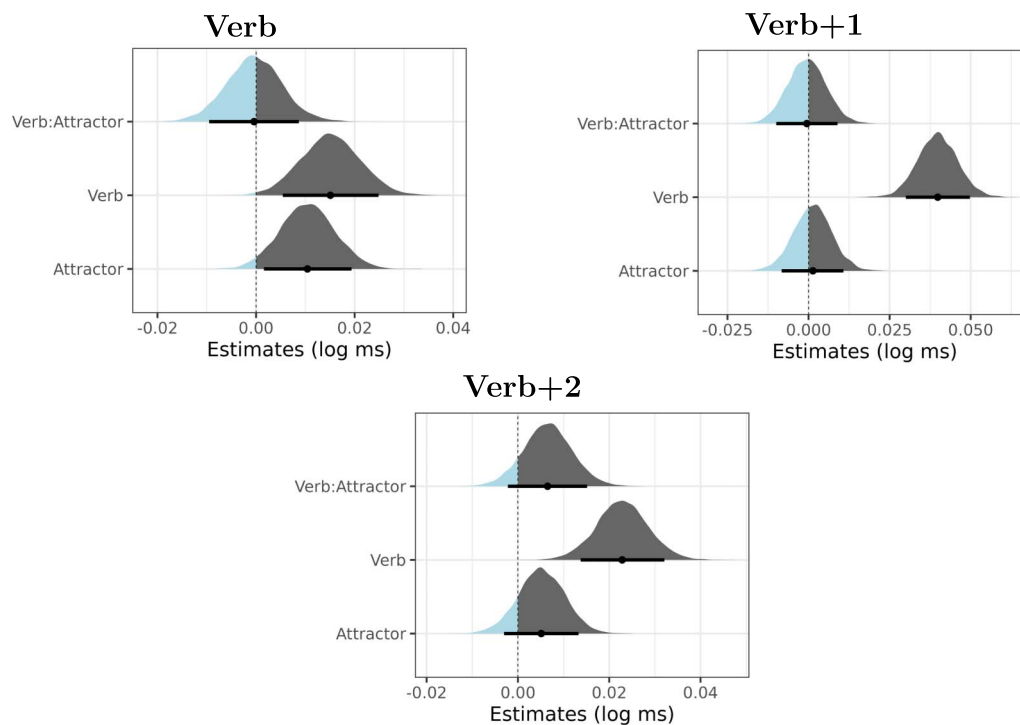 Verb
Verb:Attractor
Verb
Attractor
-0.02 0.00 0.02 0.04
Estimates (log ms)
Verb+1
Verb:Attractor
Verb
Attractor
-0.025 0.000 0.025 0.050
Estimates (log ms)
Verb+2
Verb:Attractor
Verb
Attractor
-0.02 0.00 0.02 0.04
Estimates (log ms)